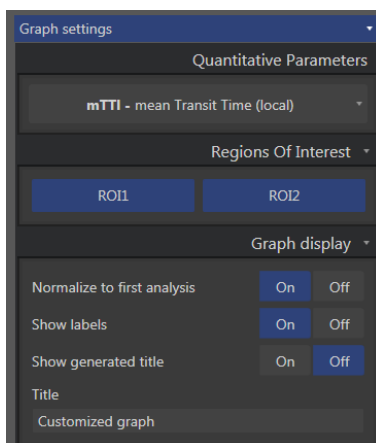 Graph settings
Quantitative Parameters
mTTI - mean Transit Time (local)
Regions Of Interest
ROI1 ROI2
Graph display
Normalize to first analysis On Off
Show labels On Off
Show generated title On Off
Title
Customized graph